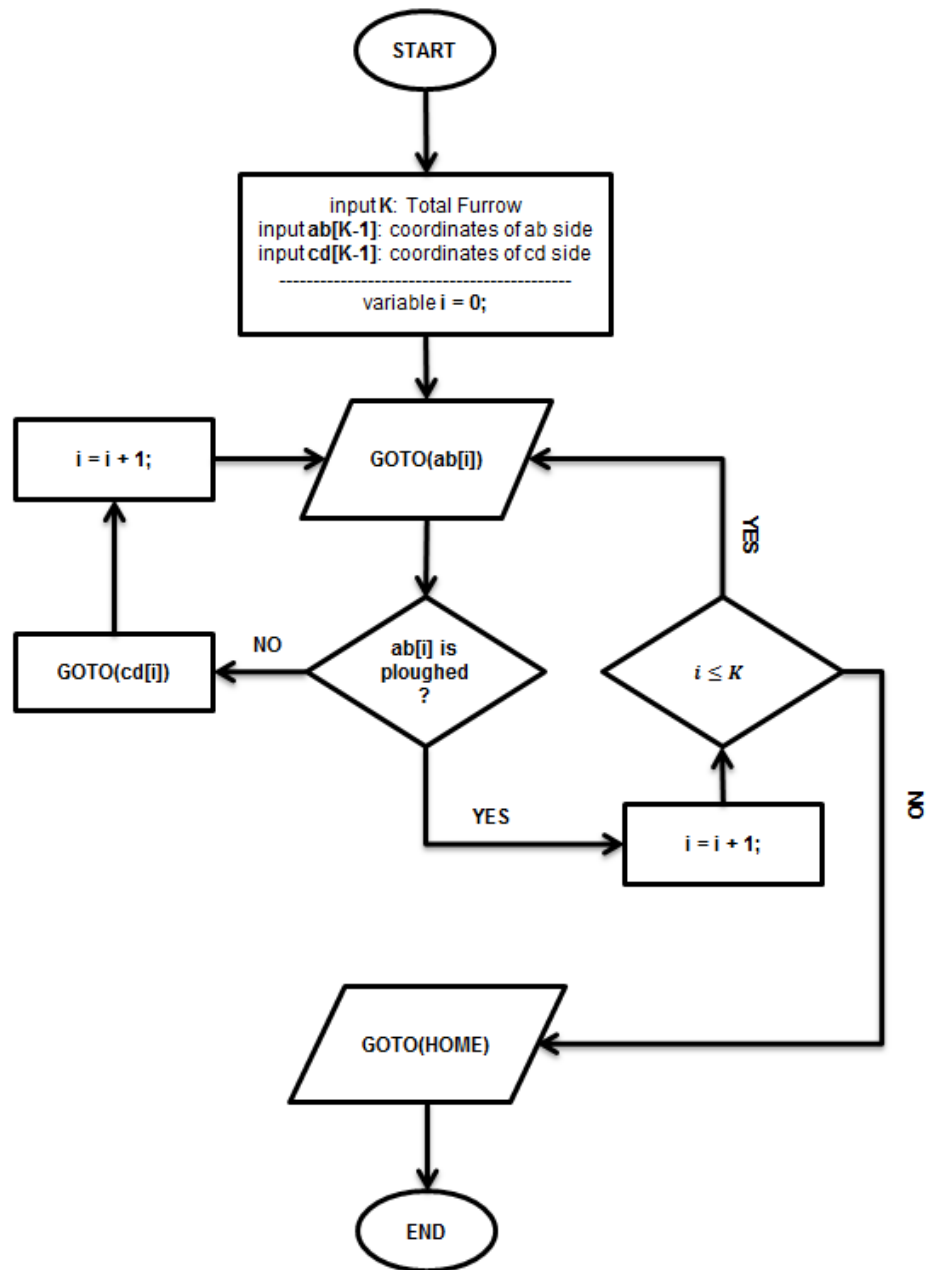 START
input K: Total Furrow
input ab[K-1]: coordinates of ab side
input cd[K-1]: coordinates of cd side
-------------------------------------------
variable i = 0;
i = i + 1;
GOTO(ab[i])
YES
GOTO(cd[i])
NO
ab[i] is
ploughed
?
i ≤ K
YES
i = i + 1;
NO
GOTO(HOME)
END